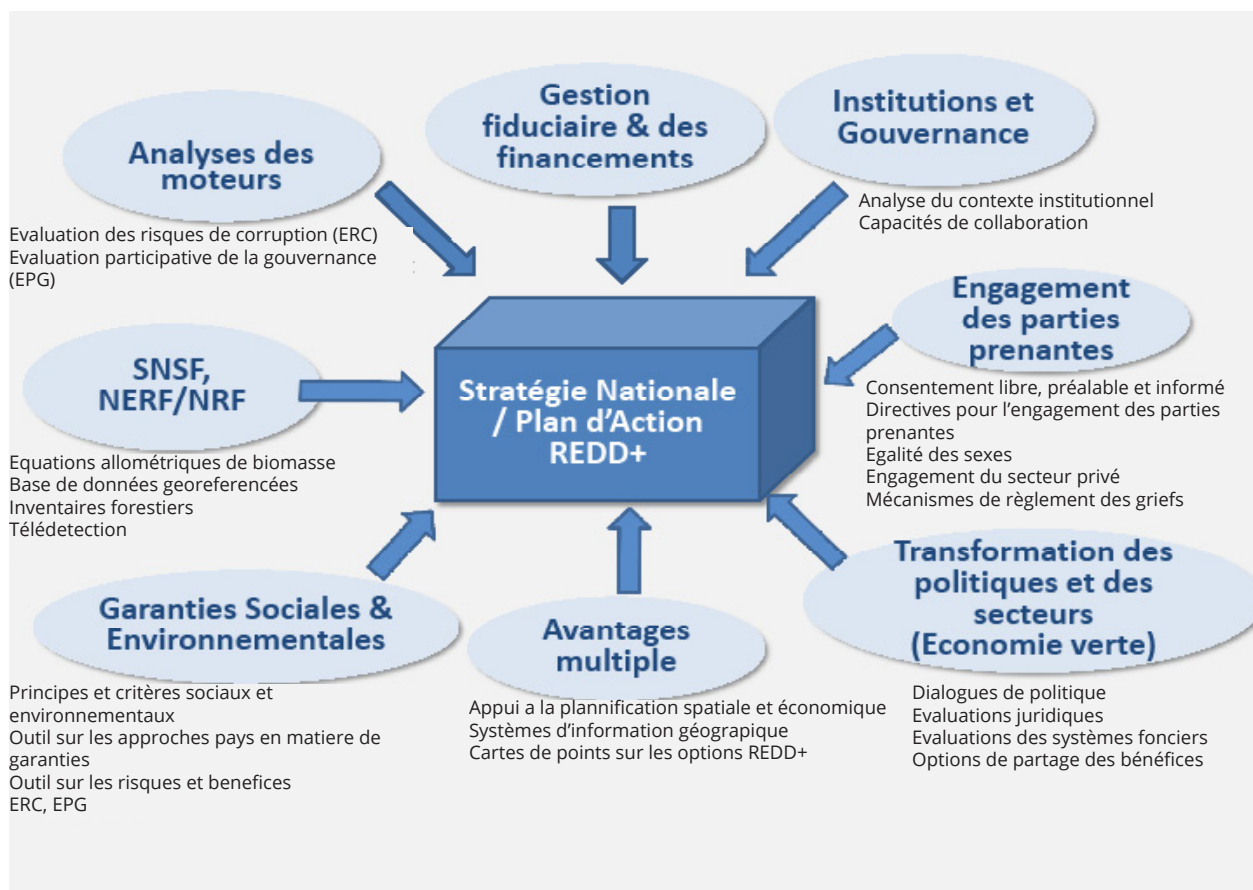 Gestion
fiduciaire & des
financements
Institutions et
Gouvernance
Analyse du contexte institutionnel
Capacités de collaboration
Analyses des
moteurs
Evaluation des risques de corruption (ERC)
Evaluation participative de la gouvernance
(EPG)
Engagement
des parties
prenantes
Consentement libre, préalable et informé
Directives pour l'engagement des parties
prenantes
Egalité des sexes
Engagement du secteur privé
Mécanismes de règlement des griefs
SNSF,
NERF/NRF
Equations allométriques de biomasse
Base de données georeferencées
Inventaires forestiers
Télédetection
Stratégie Nationale
/ Plan d'Action
REDD+
Garanties Sociales &
Environnementales
Principes et critères sociaux et
environnementaux
Outil sur les approches pays en matiere de
garanties
Outil sur les risques et benefices
ERC, EPG
Avantages
multiple
Appui a la plannification spatiale et économique
Systèmes d'information géograpique
Cartes de points sur les options REDD+
Transformation des
politiques et des
secteurs
(Economie verte)
Dialogues de politique
Evaluations juridiques
Evaluations des systèmes fonciers
Options de partage des bénéfices